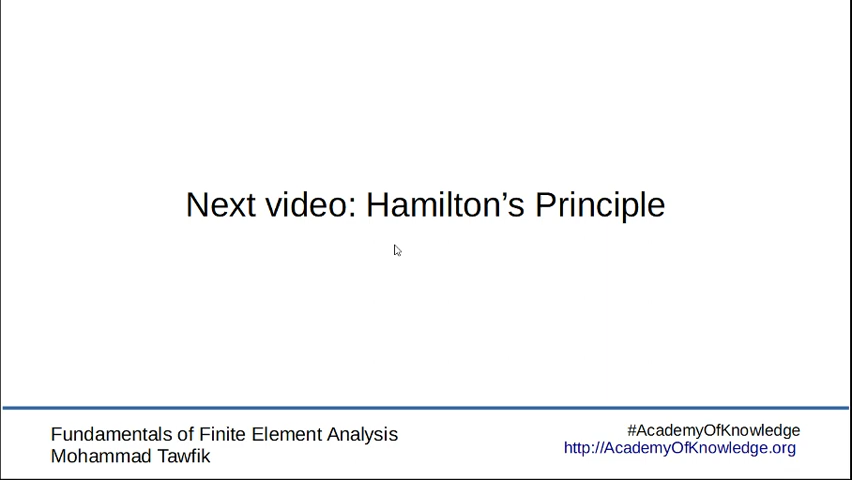 Next video: Hamilton’s Principle
Fundamentals of Finite Element Analysis
Mohammad Tawfik
#AcademyOfKnowledge
http://AcademyOfKnowledge.org